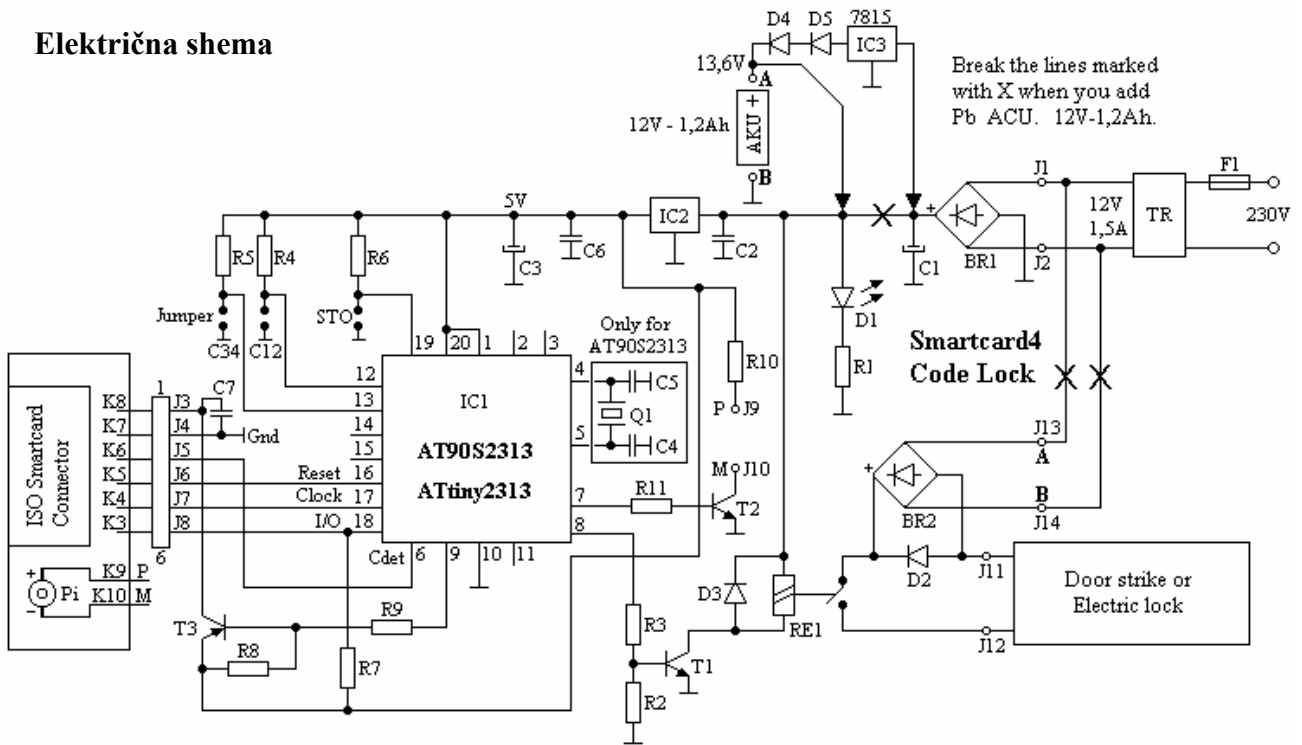 Električna shema
D4
D5
7815
IC3
13,6V
A
AKU +
12V - 1,2Ah
B
Break the lines marked
with X when you add
Pb ACU. 12V-1,2Ah.
J1
F1
12V
1,5A
TR
230V
+
BR1
J2
5V
IC2
C2
C6
C3
C1
R5
R4
R6
Jumper
STO
C34
C12
D1
R1
Smartcard4
Code Lock
Only for
AT90S2313
C5
Q1
C4
R10
P
J9
19
20
1
2
3
4
5
12
13
14
15
Reset 16
Clock 17
I/O 18
IC1
AT90S2313
ATtiny2313
7
8
Cdet 6
9
10
11
ISO Smartcard
Connector
K8
K7
K6
K5
K4
K3
1
6
J3
J4
J5
J6
J7
J8
C7
Gnd
K9 P
K10 M
+
Pi
−
M
J10
R11
T2
J13
A
B
J14
BR2
D2
J11
J12
Door strike or
Electric lock
D3
RE1
R3
T1
R2
T3
R9
R8
R7